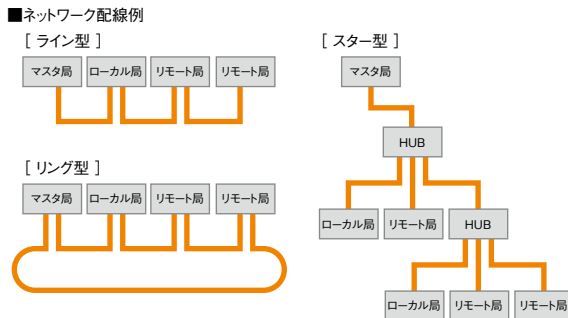 ■ネットワーク配線例
[ ライン型 ]
マスタ局 ローカル局 リモート局 リモート局
[ リング型 ]
マスタ局 ローカル局 リモート局 リモート局
[ スター型 ]
マスタ局
HUB
ローカル局 リモート局 HUB
ローカル局 リモート局 リモート局